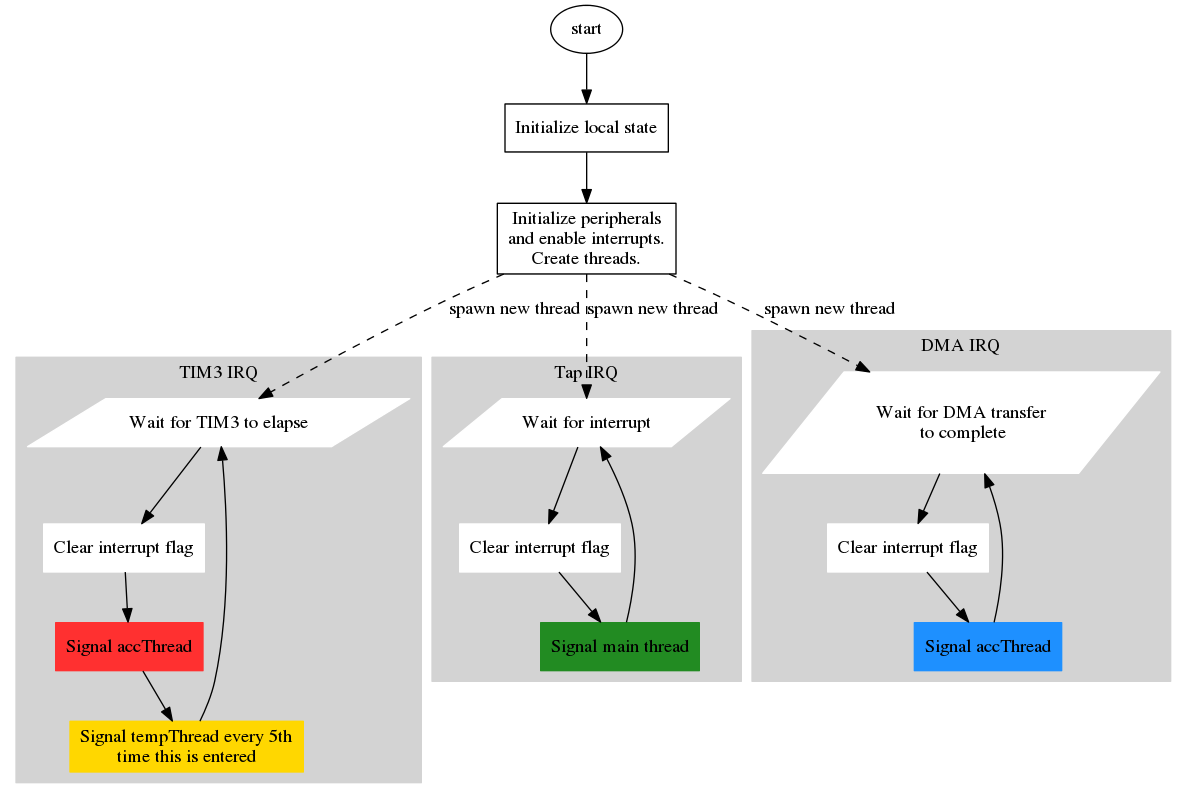 start
Initialize local state
Initialize peripherals
and enable interrupts.
Create threads.
spawn new thread
spawn new thread
spawn new thread
TIM3 IRQ
Wait for TIM3 to elapse
Clear interrupt flag
Signal accThread
Signal tempThread every 5th
time this is entered
Tap IRQ
Wait for interrupt
Clear interrupt flag
Signal main thread
DMA IRQ
Wait for DMA transfer
to complete
Clear interrupt flag
Signal accThread